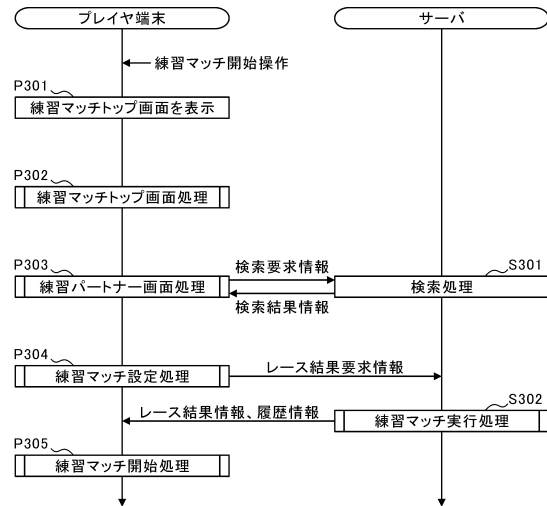 プレイヤ端末
サーバ
練習マッチ開始操作
P301
練習マッチトップ画面を表示
P302
練習マッチトップ画面処理
P303
練習パートナー画面処理
検索要求情報
検索結果情報
S301
検索処理
P304
練習マッチ設定処理
レース結果要求情報
S302
練習マッチ実行処理
レース結果情報、履歴情報
P305
練習マッチ開始処理